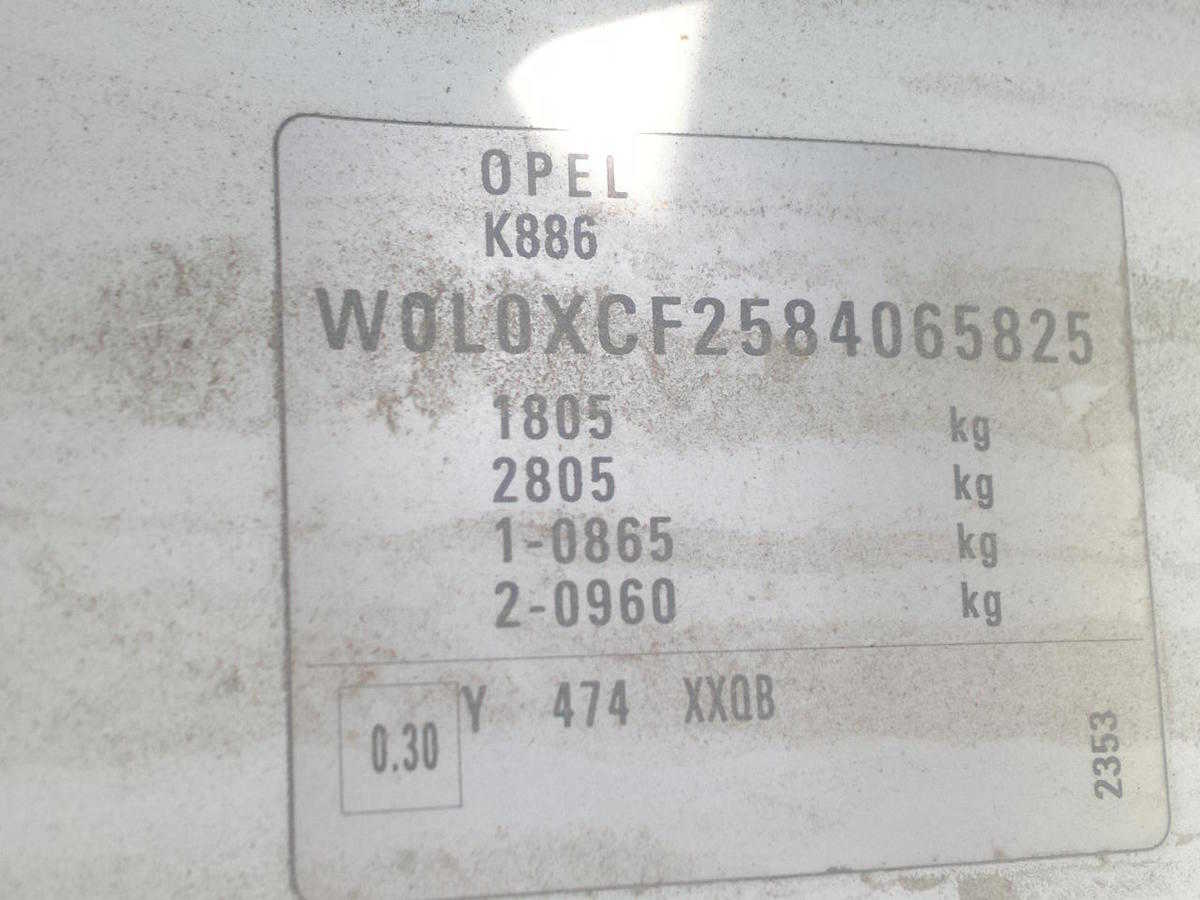 OPEL
K886
W0L0XCF2584065825
1805 kg
2805 kg
1-0865 kg
2-0960 kg
Y 474 XXQB
0.30
2353